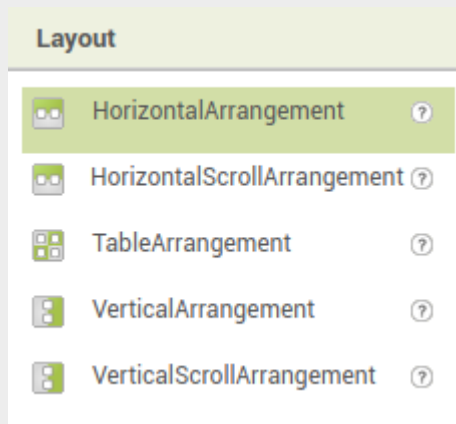 Layout
HorizontalArrangement ?
HorizontalScrollArrangement ?
TableArrangement ?
VerticalArrangement ?
VerticalScrollArrangement ?